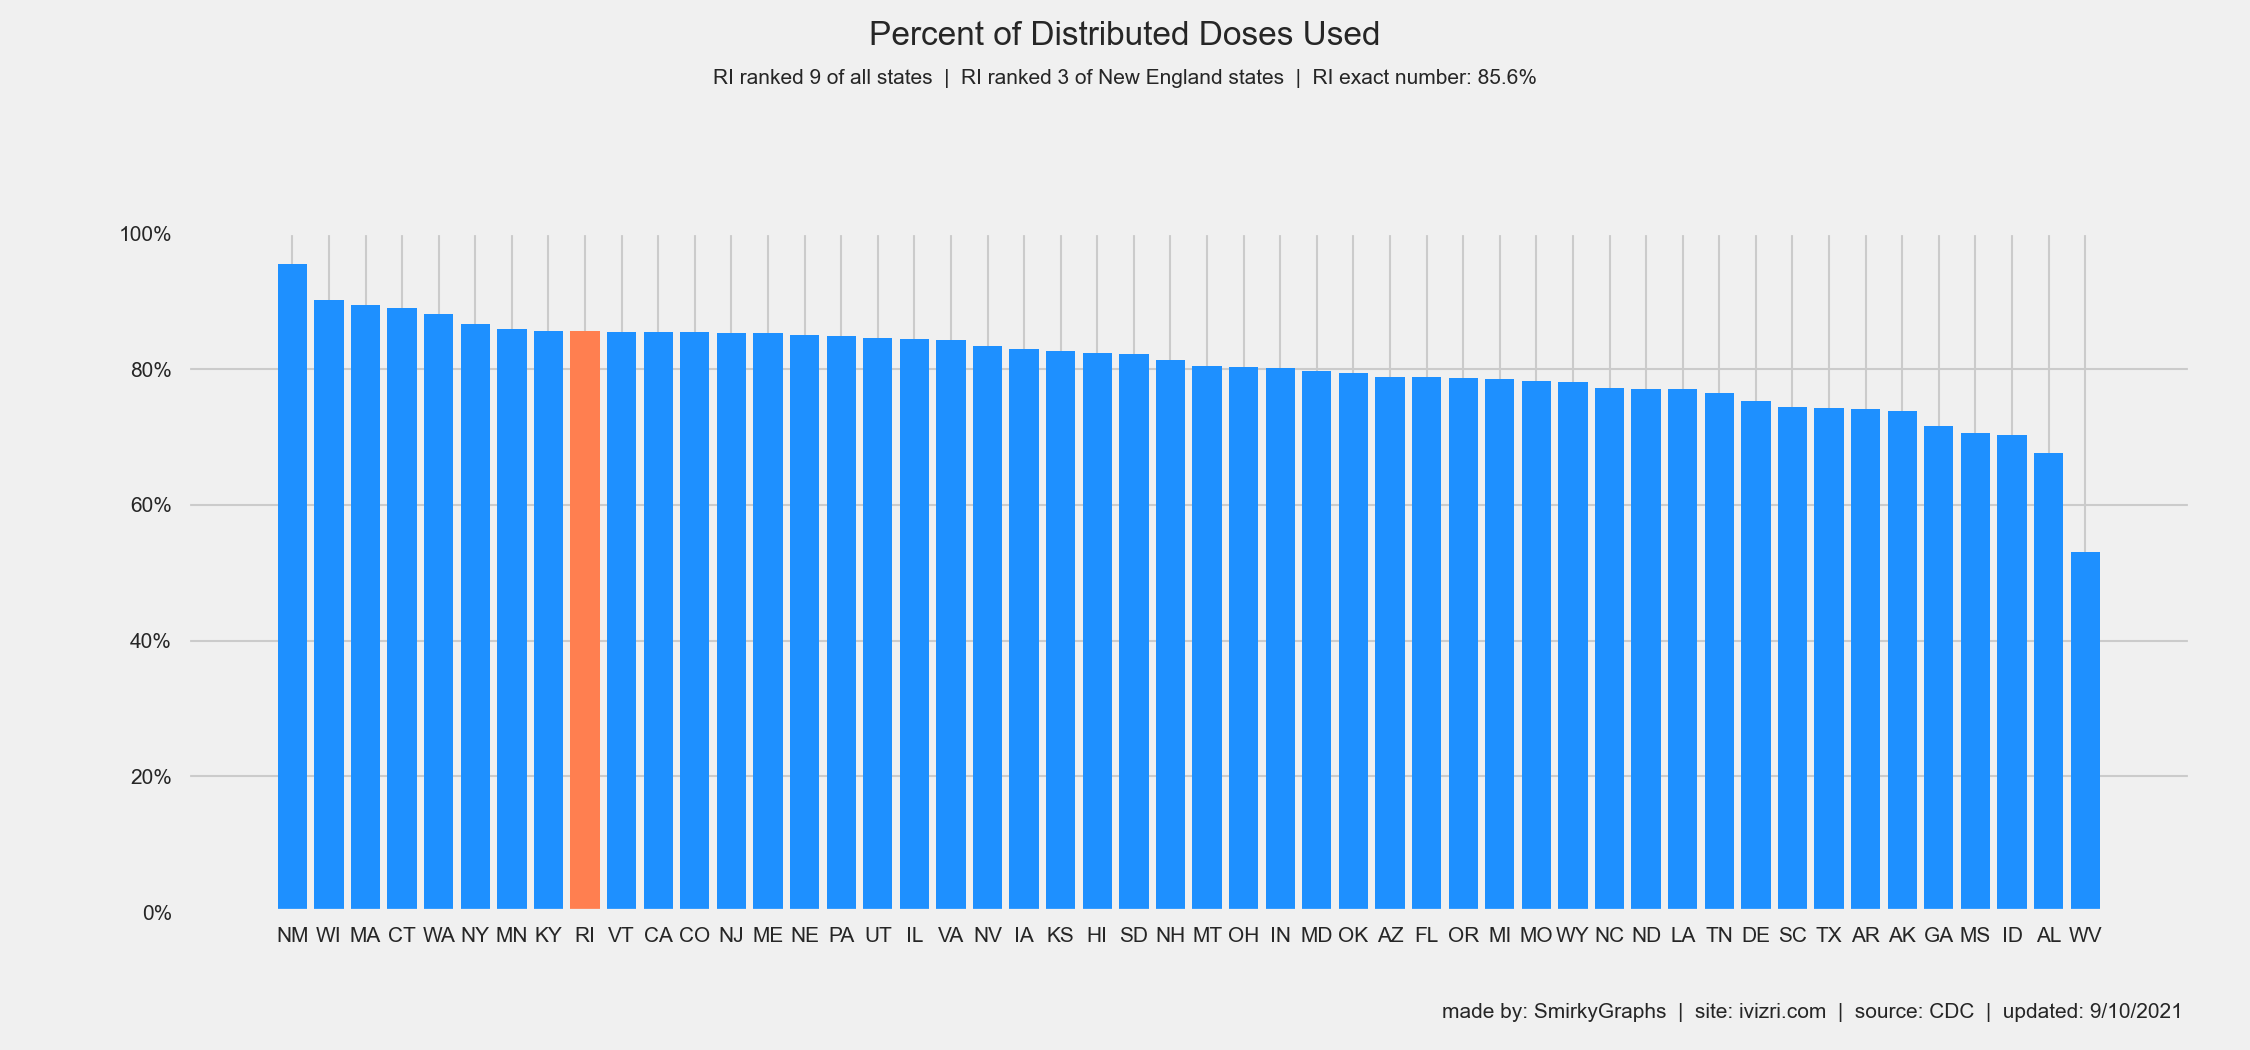 Percent of Distributed Doses Used
RI ranked 9 of all states | RI ranked 3 of New England states | RI exact number: 85.6%
100%
80%
60%
40%
20%
0%
NM WI MA CT WA NY MN KY RI VT CA CO NJ ME NE PA UT IL VA NV IA KS HI SD NH MT OH IN MD OK AZ FL OR MI MO WY NC ND LA TN DE SC TX AR AK GA MS ID AL WV
made by: SmirkyGraphs | site: ivizri.com | source: CDC | updated: 9/10/2021